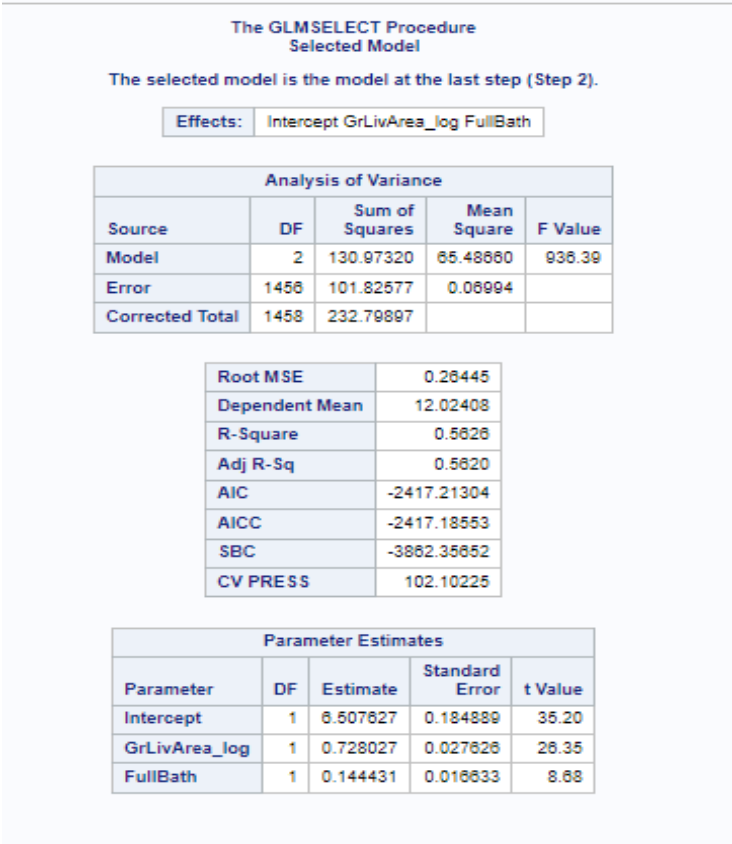 The GLMSELECT Procedure
Selected Model
The selected model is the model at the last step (Step 2).
Effects: Intercept GrLivArea_log FullBath
Analysis of Variance
Source DF Sum of Squares Mean Square F Value
Model 2 130.97320 65.48660 936.39
Error 1456 101.82577 0.06994
Corrected Total 1458 232.79897
Root MSE 0.26445
Dependent Mean 12.02408
R-Square 0.5626
Adj R-Sq 0.5620
AIC -2417.21304
AICC -2417.18553
SBC -3862.35652
CV PRESS 102.10225
Parameter Estimates
Parameter DF Estimate Standard Error t Value
Intercept 1 6.507627 0.184889 35.20
GrLivArea_log 1 0.728027 0.027626 26.35
FullBath 1 0.144431 0.016633 8.68